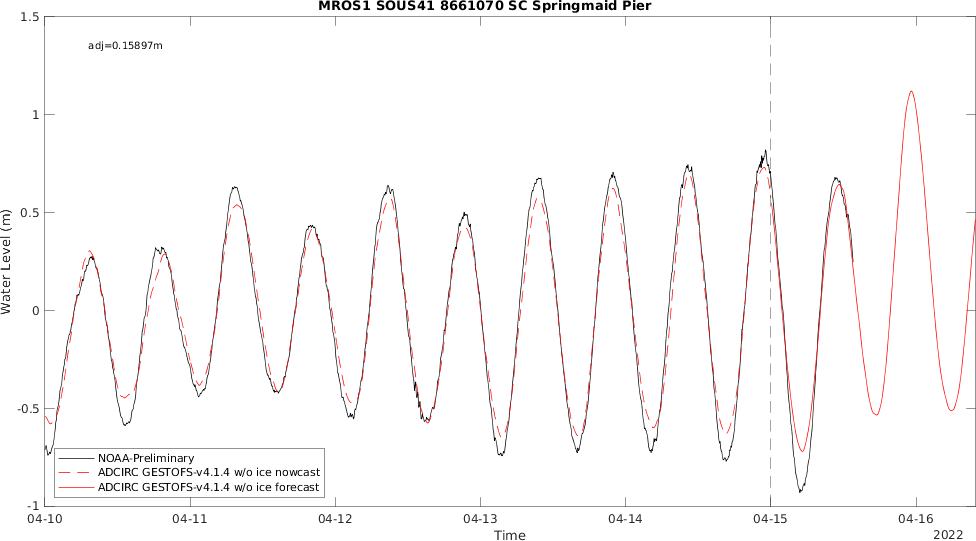 MROS1 SOUS41 8661070 SC Springmaid Pier
adj=0.15897m
Water Level (m)
1.5
1
0.5
0
-0.5
-1
NOAA-Preliminary
ADCIRC GESTOFS-v4.1.4 w/o ice nowcast
ADCIRC GESTOFS-v4.1.4 w/o ice forecast
04-10 04-11 04-12 04-13 04-14 04-15 04-16
Time
2022